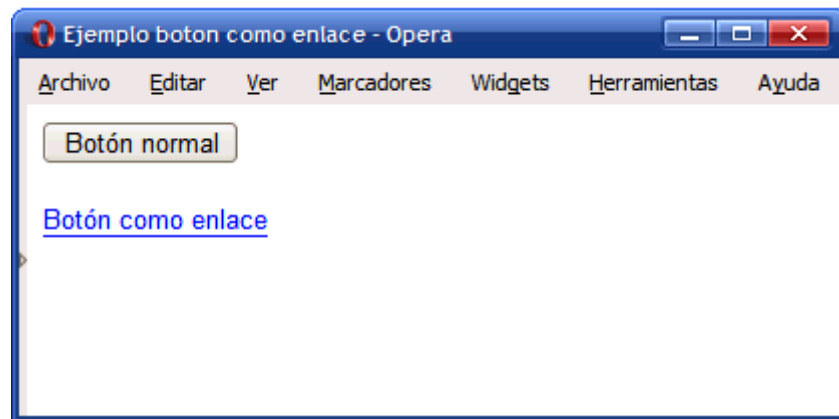 Ejemplo boton como enlace - Opera
Archivo Editar Ver Marcadores Widgets Herramientas Ayuda
Botón normal
Botón como enlace